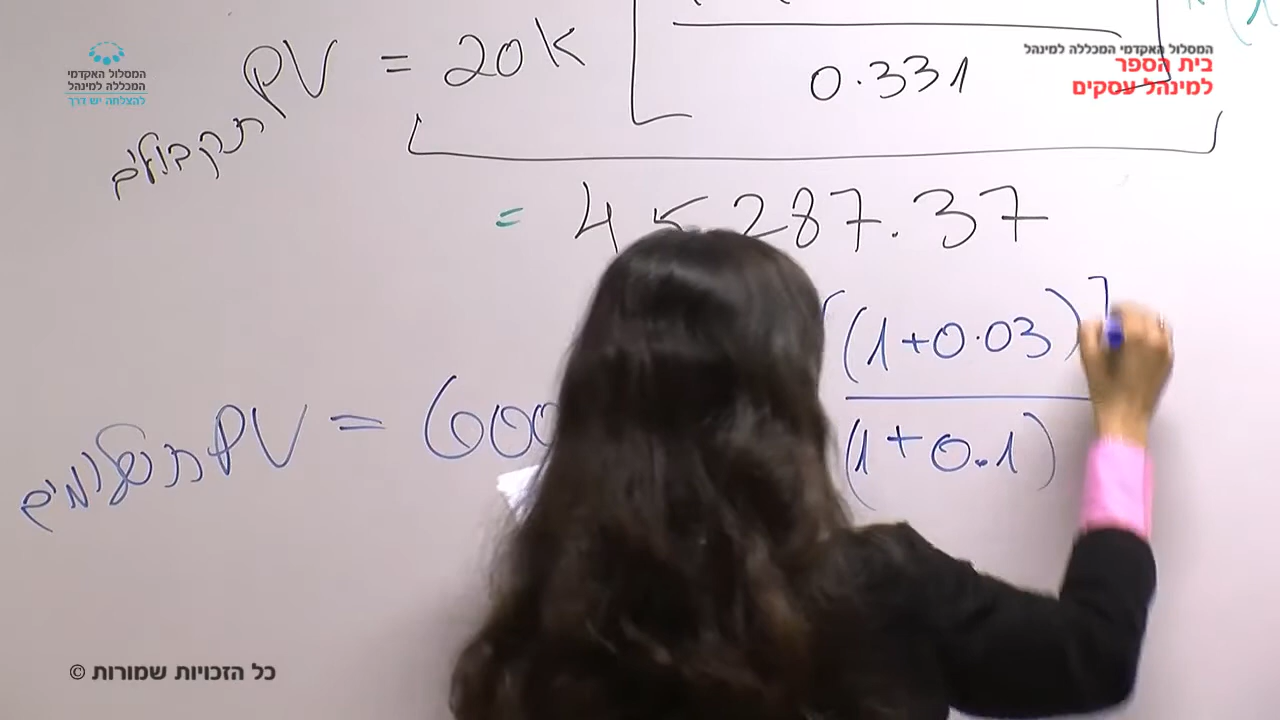 המסלול האקדמי
המכללה למינהל
להצלחה יש דרך
המסלול האקדמי המכללה למינהל
בית הספר
למינהל עסקים
PV תקבולים = 20K [ 0.331
= 45287.37
PV תשלומים = 600 (1+0.03)
(1+0.1)
כל הזכויות שמורות ©